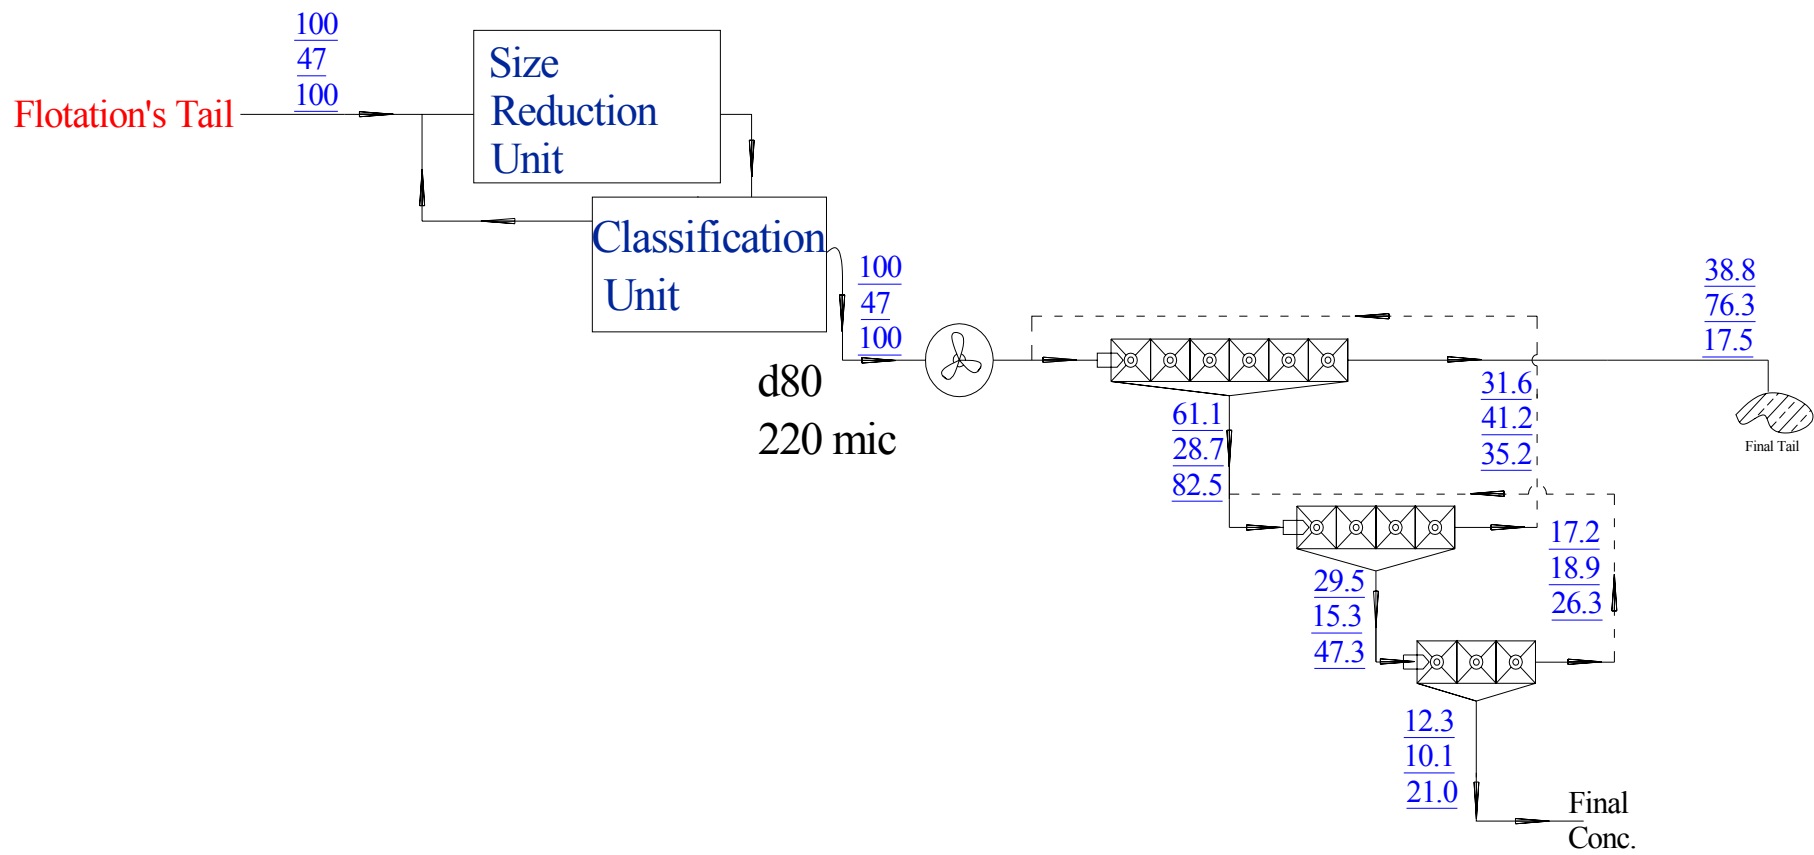 100
47
100
Flotation's Tail
Size
Reduction
Unit
Classification
Unit
100
47
100
d80
220 mic
38.8
76.3
17.5
Final Tail
61.1
28.7
82.5
31.6
41.2
35.2
29.5
15.3
47.3
17.2
18.9
26.3
12.3
10.1
21.0
Final
Conc.